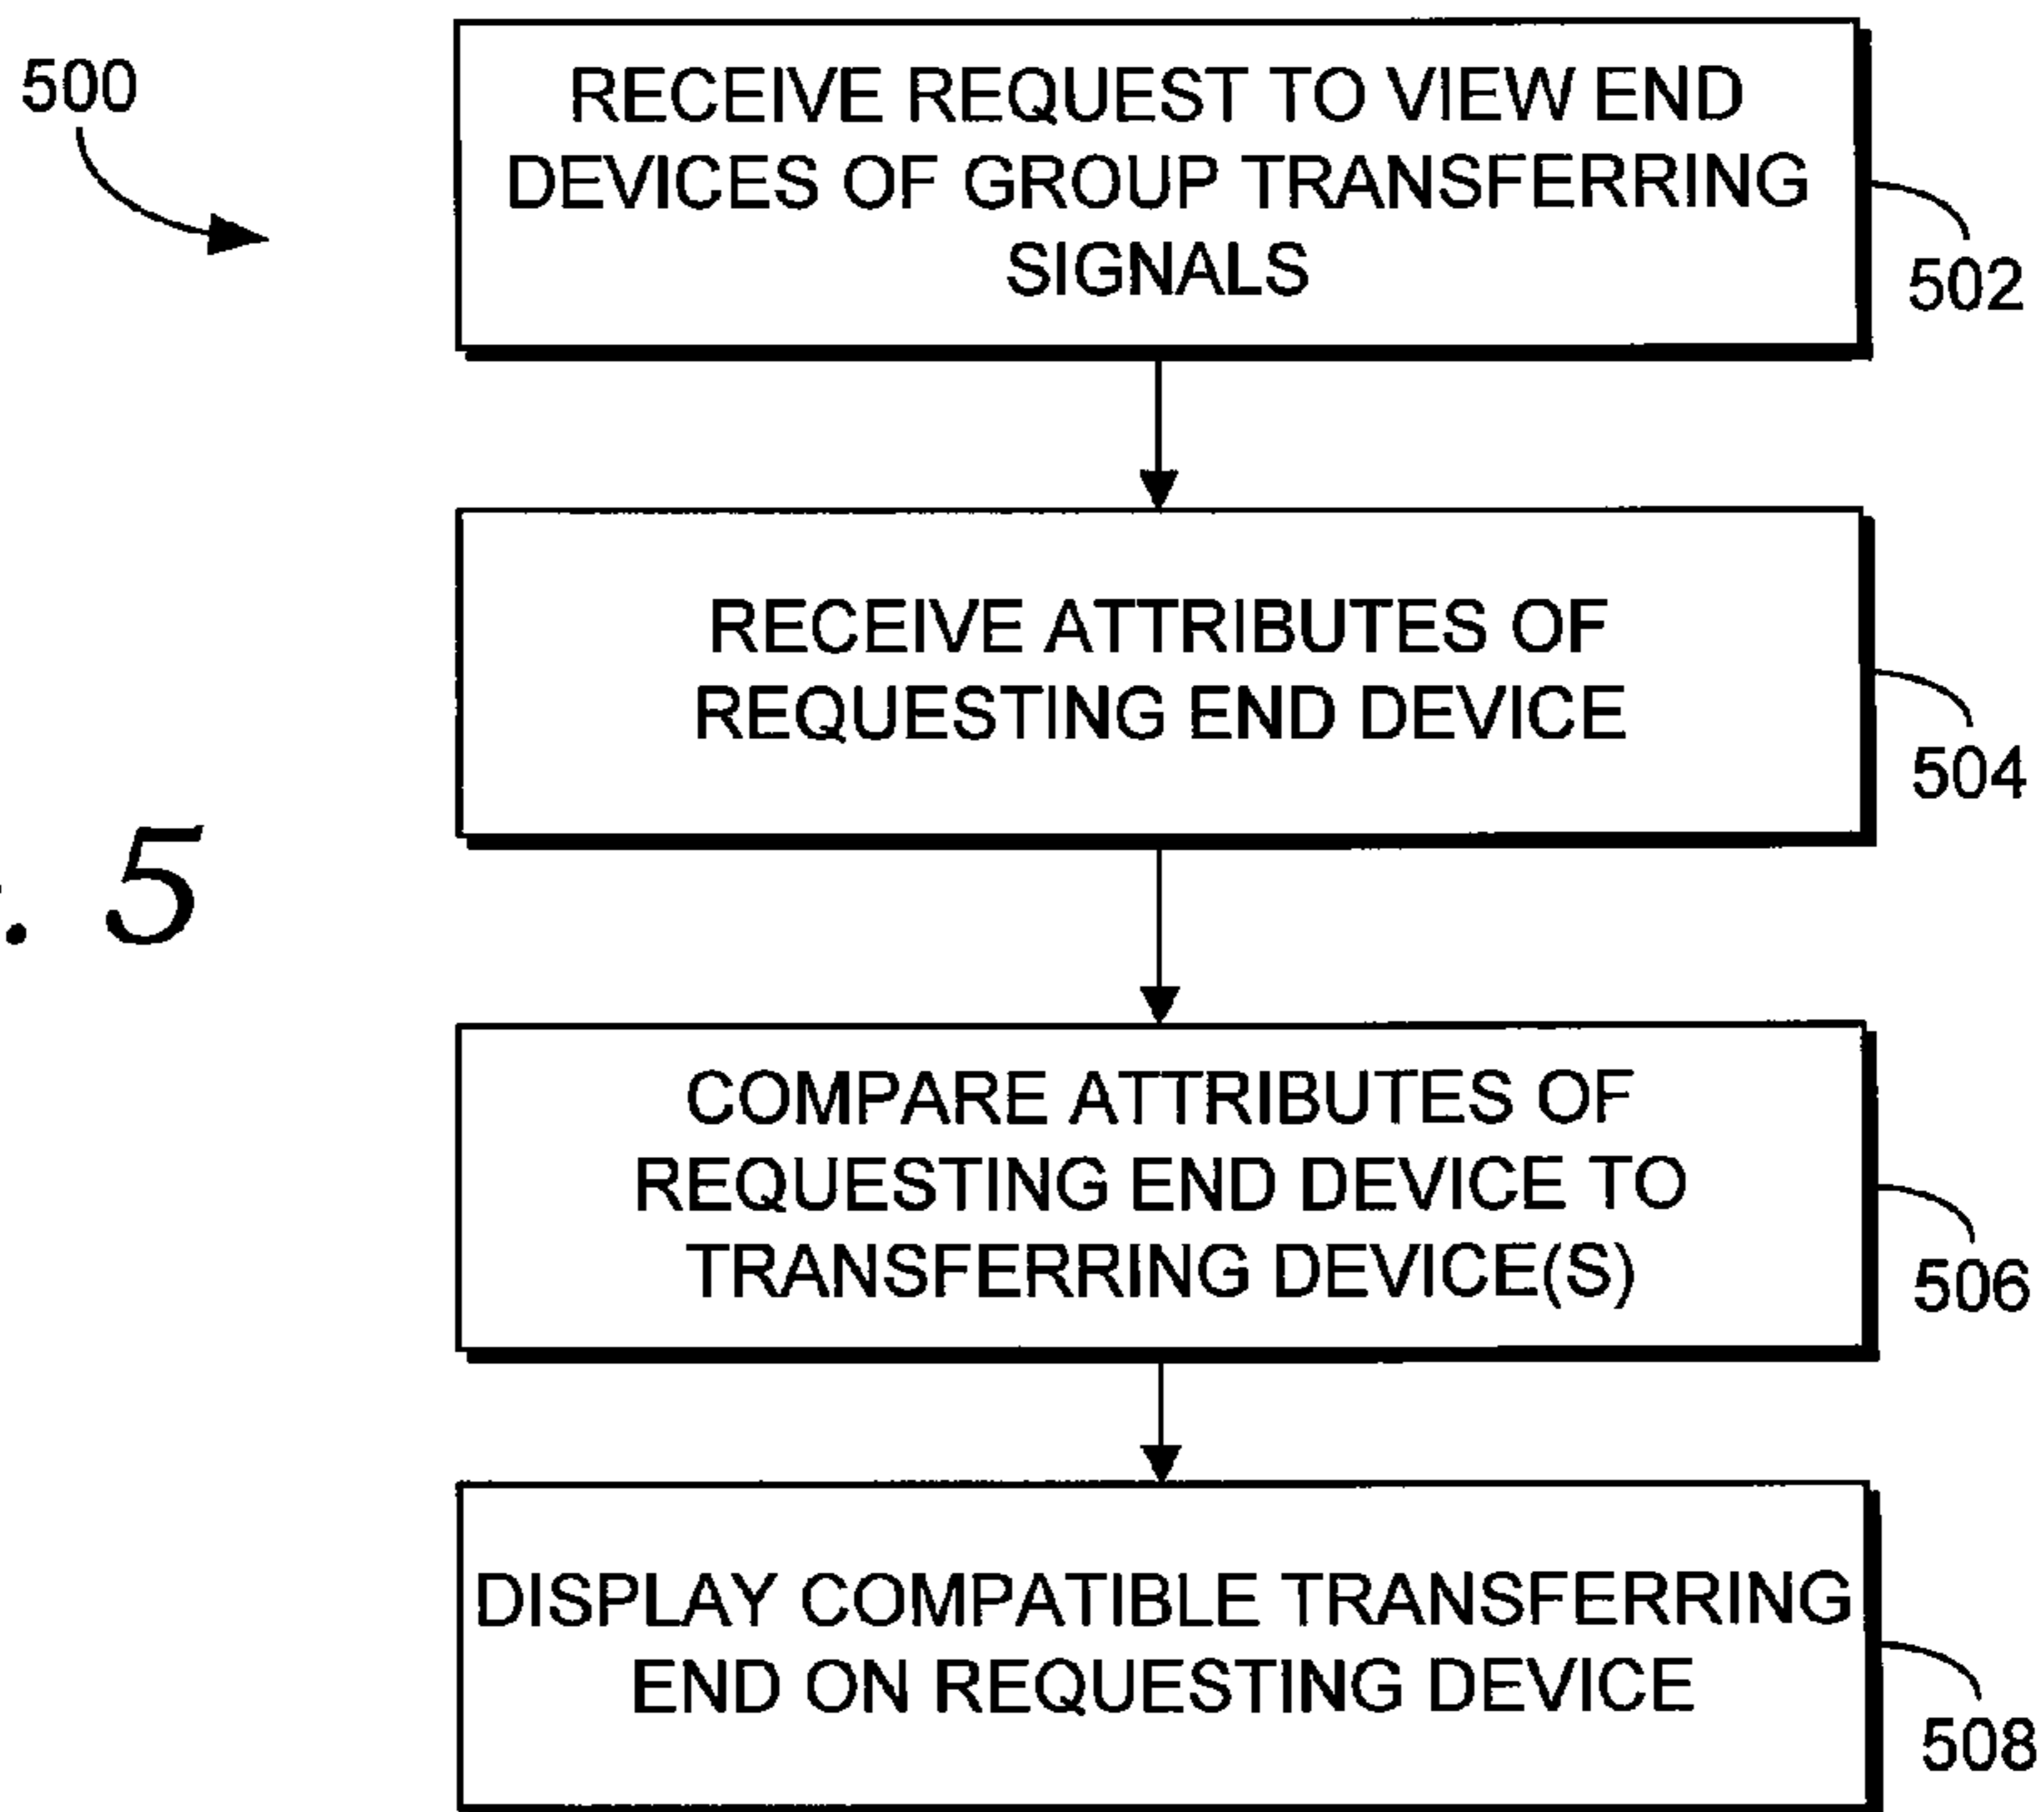 500
RECEIVE REQUEST TO VIEW END
DEVICES OF GROUP TRANSFERRING
SIGNALS
502
RECEIVE ATTRIBUTES OF
REQUESTING END DEVICE
504
. 5
COMPARE ATTRIBUTES OF
REQUESTING END DEVICE TO
TRANSFERRING DEVICE(S)
506
DISPLAY COMPATIBLE TRANSFERRING
END ON REQUESTING DEVICE
508